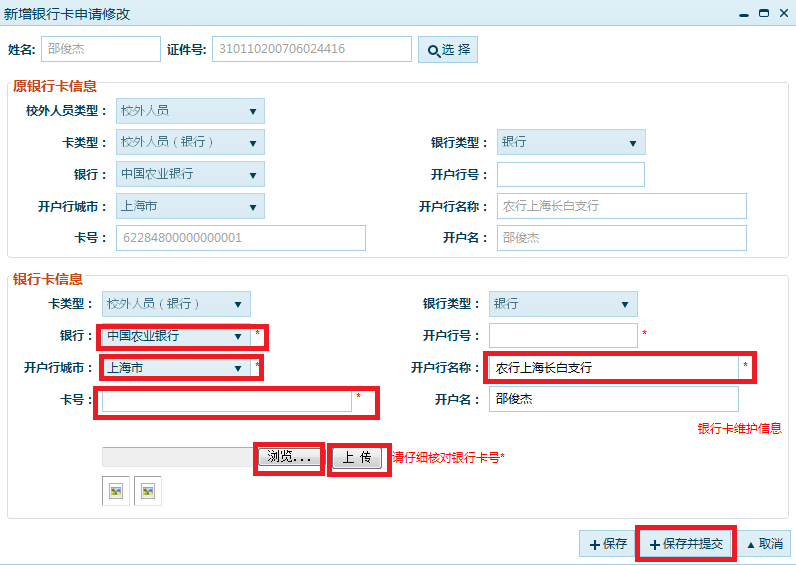 新增银行卡申请修改
姓名: 邵俊杰 证件号: 310110200706024416 选 择
原银行卡信息
校外人员类型： 校外人员
卡类型： 校外人员（银行） 银行类型： 银行
银行： 中国农业银行 开户行号：
开户行城市： 上海市 开户行名称： 农行上海长白支行
卡号： 62284800000000001 开户名： 邵俊杰
银行卡信息
卡类型： 校外人员（银行） 银行类型： 银行
银行： 中国农业银行 * 开户行号： *
开户行城市： 上海市 * 开户行名称： 农行上海长白支行 *
卡号： * 开户名： 邵俊杰
银行卡维护信息
浏览... 上 传 请仔细核对银行卡号*
保存 保存并提交 取消